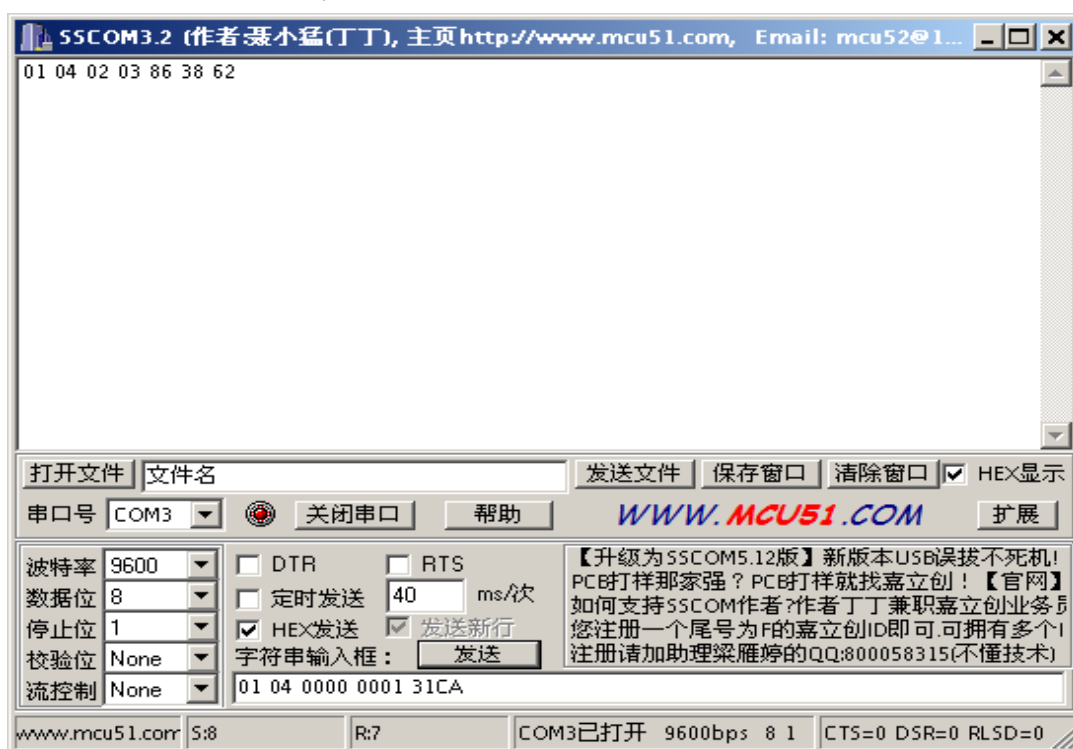 SSCOM3.2 (作者:聂小猛(丁丁), 主页http://www.mcu51.com, Email: mcu52@1...
01 04 02 03 86 38 62
打开文件 文件名 发送文件 保存窗口 清除窗口 HEX显示
串口号 COM3 关闭串口 帮助 WWW.MCU51.COM 扩展
波特率 9600 DTR RTS
数据位 8 定时发送 40 ms/次
停止位 1 HEX发送 发送新行
校验位 None 字符串输入框: 发送
流控制 None 01 04 0000 0001 31CA
【升级为SSCOM5.12版】新版本USB误拔不死机!
PCB打样那家强?PCB打样就找嘉立创!【官网】
如何支持SSCOM作者?作者丁丁兼职嘉立创业务员
您注册一个尾号为F的嘉立创ID即可.可拥有多个I
注册请加助理梁雁婷的QQ:800058315(不懂技术)
www.mcu51.com S:8 R:7 COM3已打开 9600bps 8 1 CTS=0 DSR=0 RLSD=0